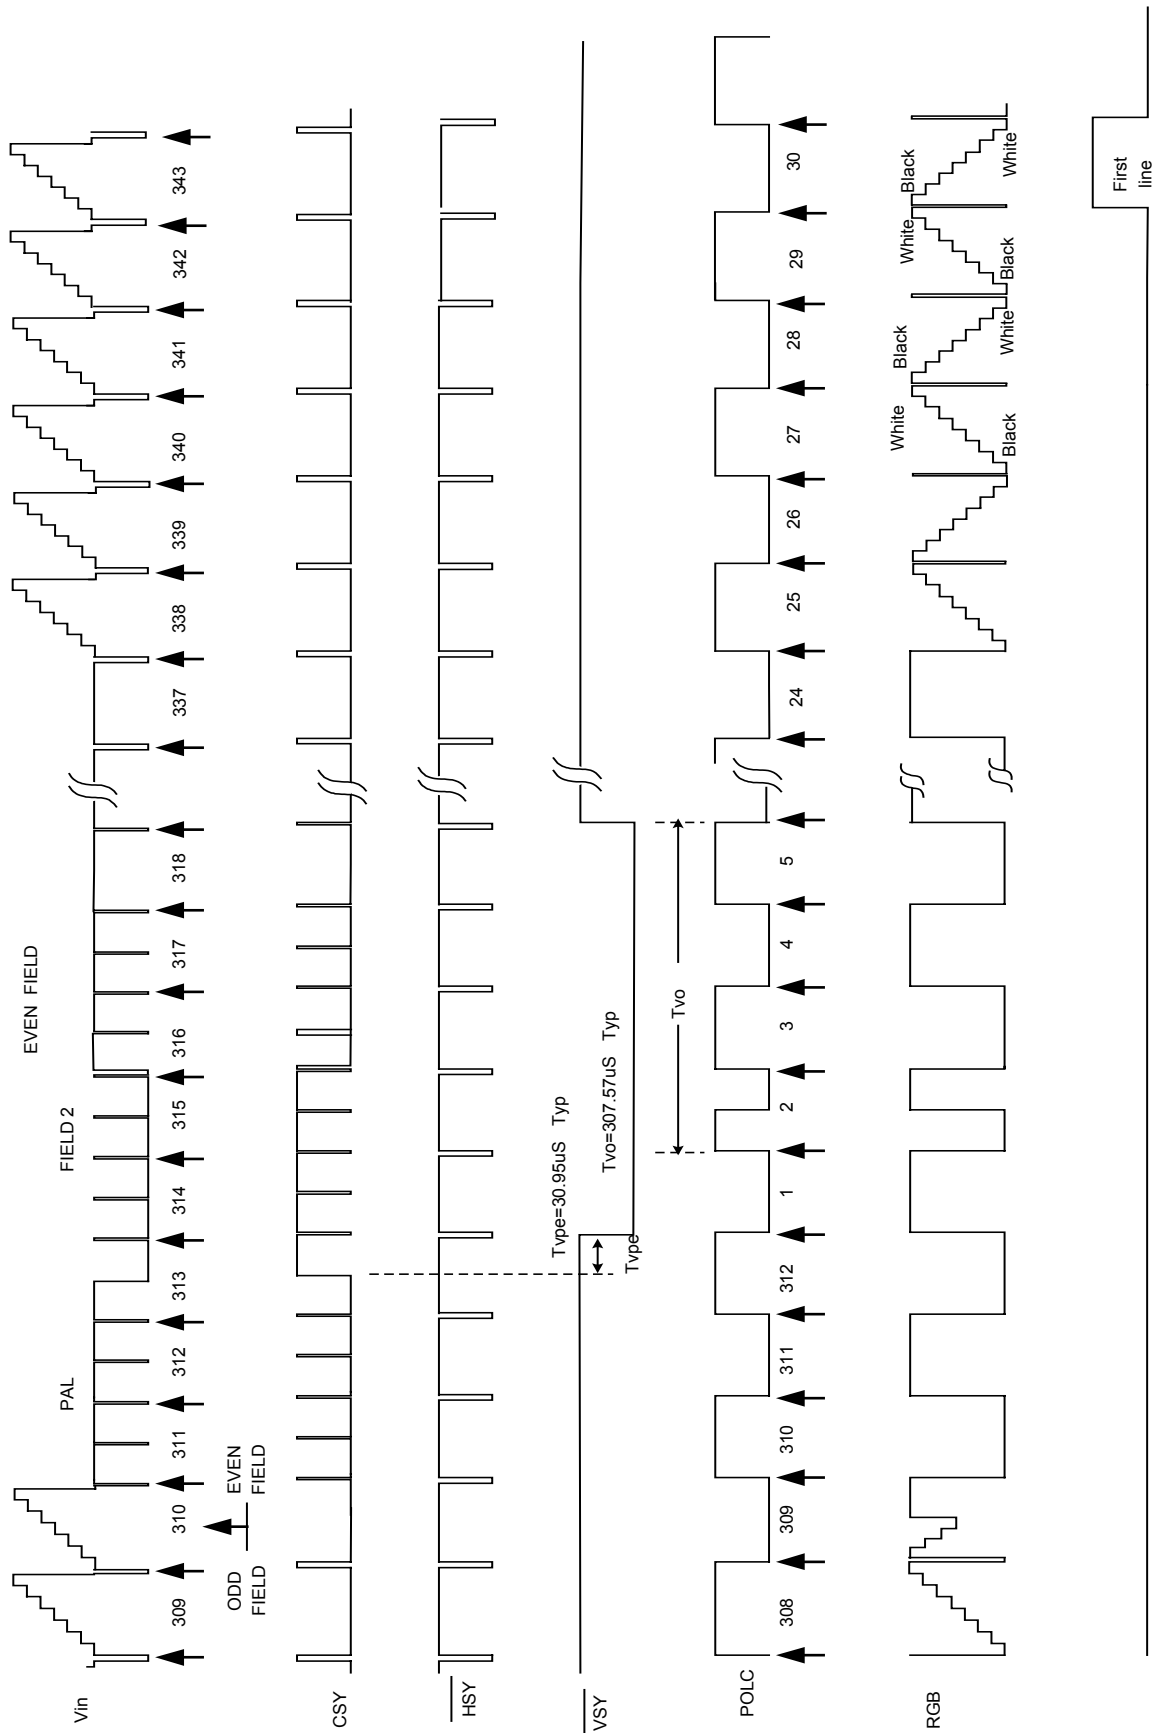 EVEN FIELD
PAL
FIELD 2
Vin
309
310
311
312
313
314
315
316
317
318
337
338
339
340
341
342
343
ODD
FIELD
EVEN
FIELD
CSY
HSY
VSY
Tvpe
Tvpe=30.95uS Typ
Tvo=307.57uS Typ
Tvo
POLC
308
309
310
311
312
1
2
3
4
5
24
25
26
27
28
29
30
RGB
White
Black
White
Black
Black
White
Black
White
First
line